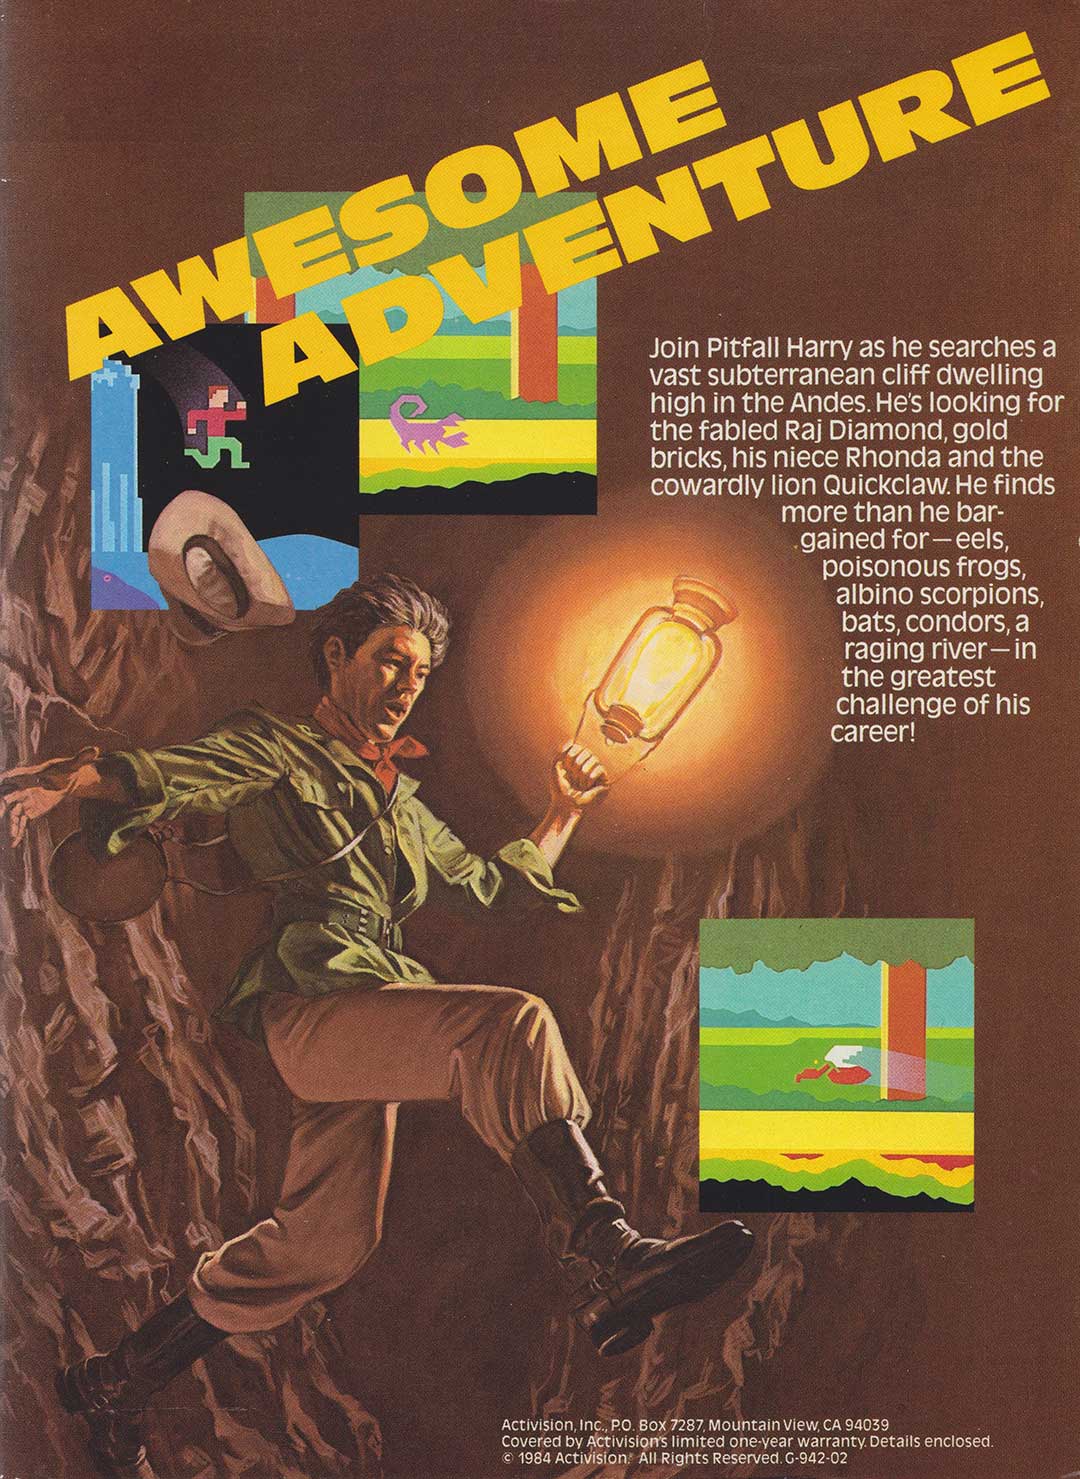 AWESOME
ADVENTURE
Join Pitfall Harry as he searches a
vast subterranean cliff dwelling
high in the Andes. He's looking for
the fabled Raj Diamond, gold
bricks, his niece Rhonda and the
cowardly lion Quickclaw. He finds
more than he bar-
gained for—eels,
poisonous frogs,
albino scorpions,
bats, condors, a
raging river—in
the greatest
challenge of his
career!
Activision, Inc., P.O. Box 7287, Mountain View, CA 94039
Covered by Activision's limited one-year warranty. Details enclosed.
© 1984 Activision. All Rights Reserved. G-942-02